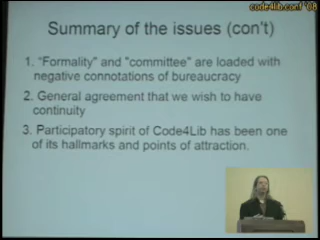 code4lib.conf '08
Summary of the issues (con't)
1. "Formality" and "committee" are loaded with
negative connotations of bureaucracy
2. General agreement that we wish to have
continuity
3. Participatory spirit of Code4Lib has been one
of its hallmarks and points of attraction.